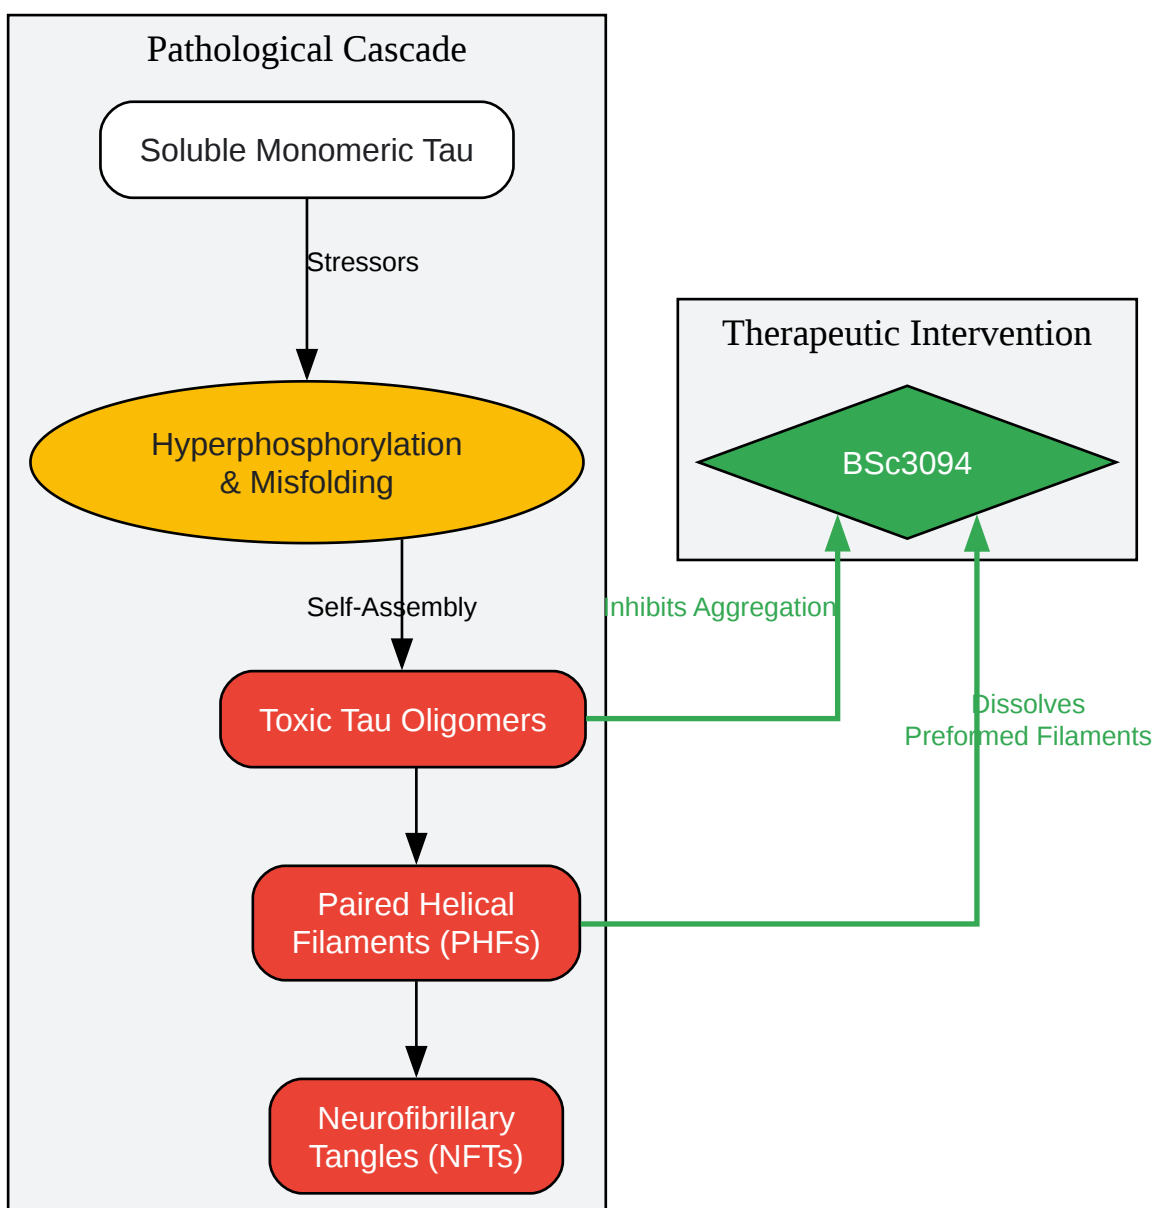 Pathological Cascade
Soluble Monomeric Tau
Stressors
Hyperphosphorylation
& Misfolding
Self-Assembly
Toxic Tau Oligomers
Paired Helical
Filaments (PHFs)
Neurofibrillary
Tangles (NFTs)
Therapeutic Intervention
BSc3094
Inhibits Aggregation
Dissolves
Preformed Filaments